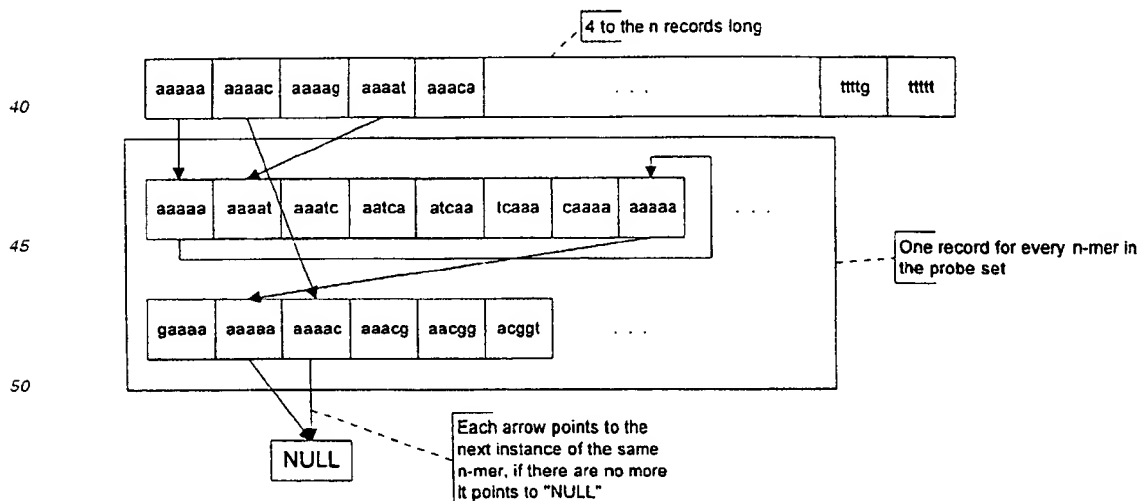 4 to the n records long
aaaaa aaaac aaaag aaaat aaaca . . . ttttg ttttt
40
aaaaa aaaat aaatc aatca atcaa tcaaa caaaa aaaaa . . .
45
One record for every n-mer in
the probe set
gaaaa aaaaa aaaac aaacg aacgg acggt . . .
50
Each arrow points to the
next instance of the same
n-mer, if there are no more
it points to "NULL"
NULL